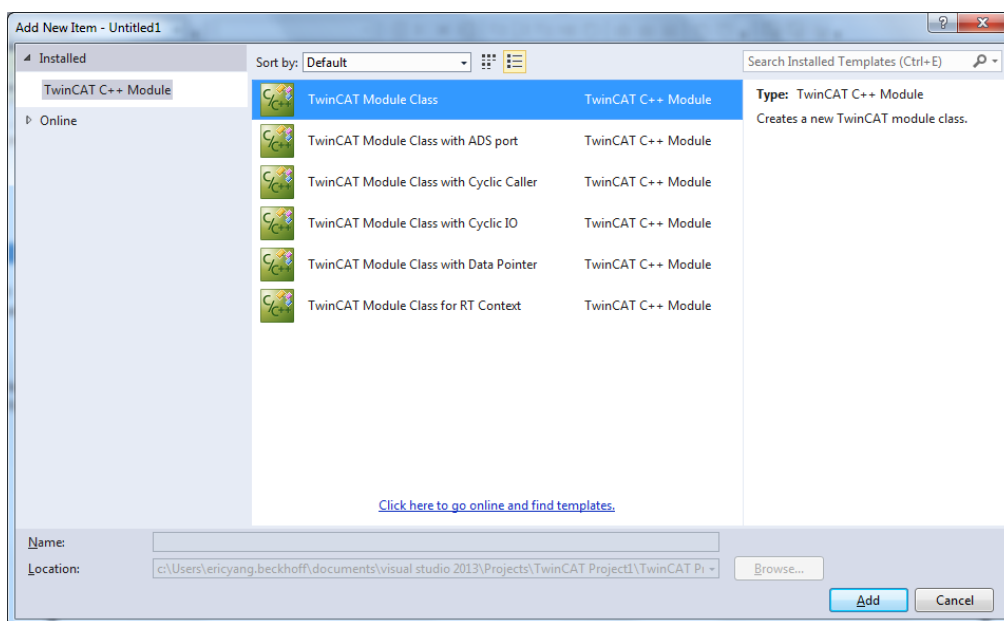 Add New Item - Untitled1
Installed
Sort by: Default
Search Installed Templates (Ctrl+E)
TwinCAT C++ Module
Online
TwinCAT Module Class TwinCAT C++ Module
TwinCAT Module Class with ADS port TwinCAT C++ Module
TwinCAT Module Class with Cyclic Caller TwinCAT C++ Module
TwinCAT Module Class with Cyclic IO TwinCAT C++ Module
TwinCAT Module Class with Data Pointer TwinCAT C++ Module
TwinCAT Module Class for RT Context TwinCAT C++ Module
Type: TwinCAT C++ Module
Creates a new TwinCAT module class.
Click here to go online and find templates.
Name:
Location: c:\Users\ericyang.beckhoff\documents\visual studio 2013\Projects\TwinCAT Project1\TwinCAT
Browse...
Add Cancel